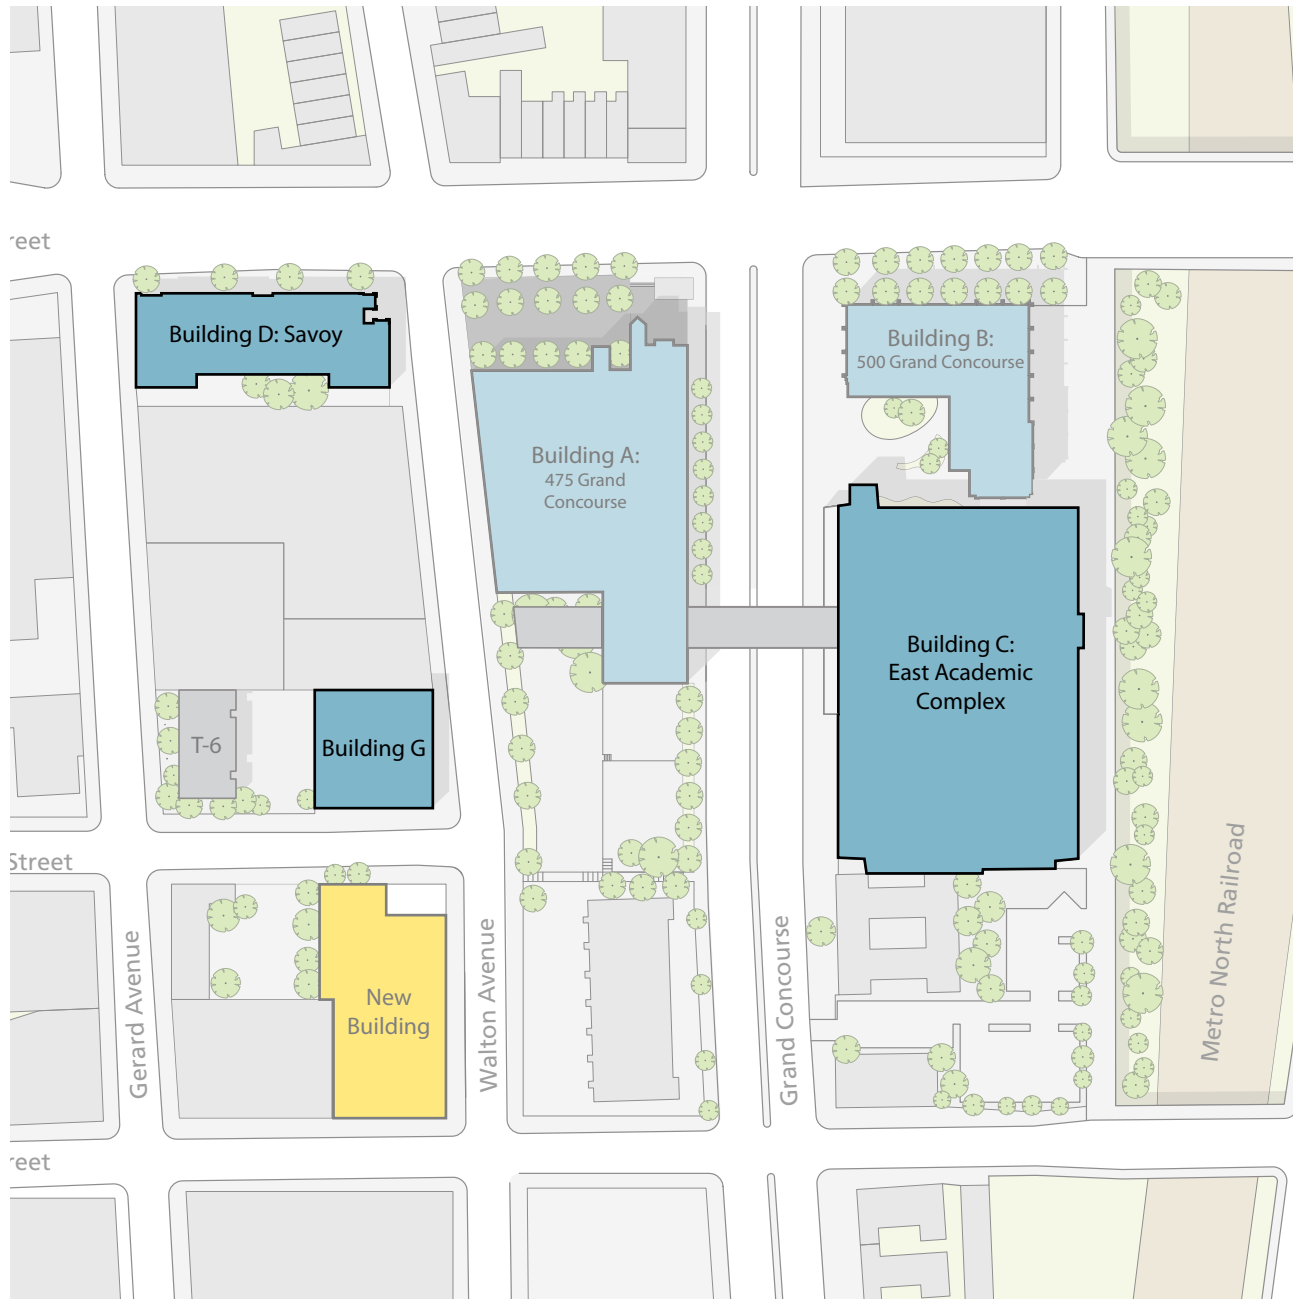 reet
Building D: Savoy
Building B:
500 Grand Concourse
Building A:
475 Grand
Concourse
Building C:
East Academic
Complex
T-6
Building G
Street
Gerard Avenue
Walton Avenue
Grand Concourse
Metro North Railroad
New
Building
reet